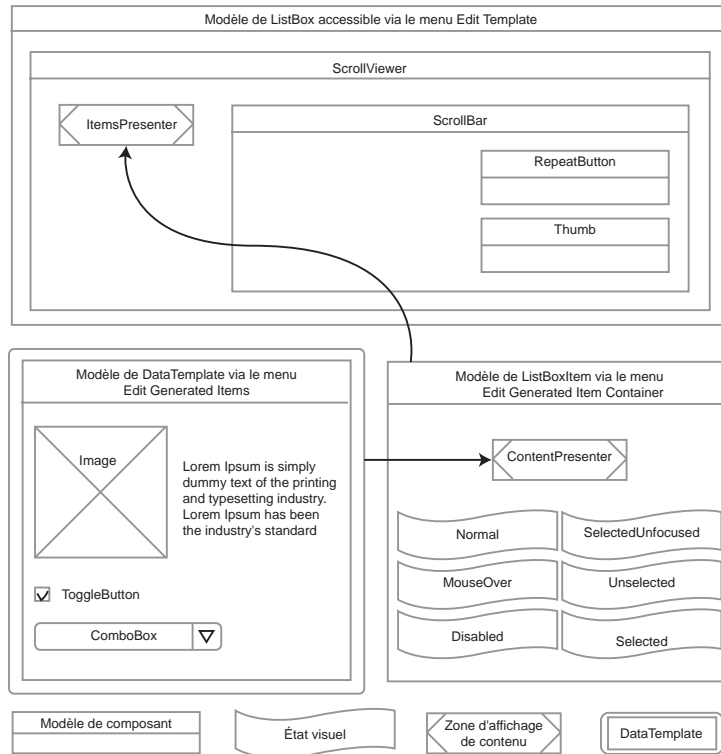 Modèle de ListBox accessible via le menu Edit Template
ScrollViewer
ItemsPresenter
ScrollBar
RepeatButton
Thumb
Modèle de DataTemplate via le menu
Edit Generated Items
Image
Lorem Ipsum is simply
dummy text of the printing
and typesetting industry.
Lorem Ipsum has been
the industry's standard
ToggleButton
ComboBox
Modèle de ListBoxItem via le menu
Edit Generated Item Container
ContentPresenter
Normal
SelectedUnfocused
MouseOver
Unselected
Disabled
Selected
Modèle de composant
État visuel
Zone d'affichage
de contenu
DataTemplate